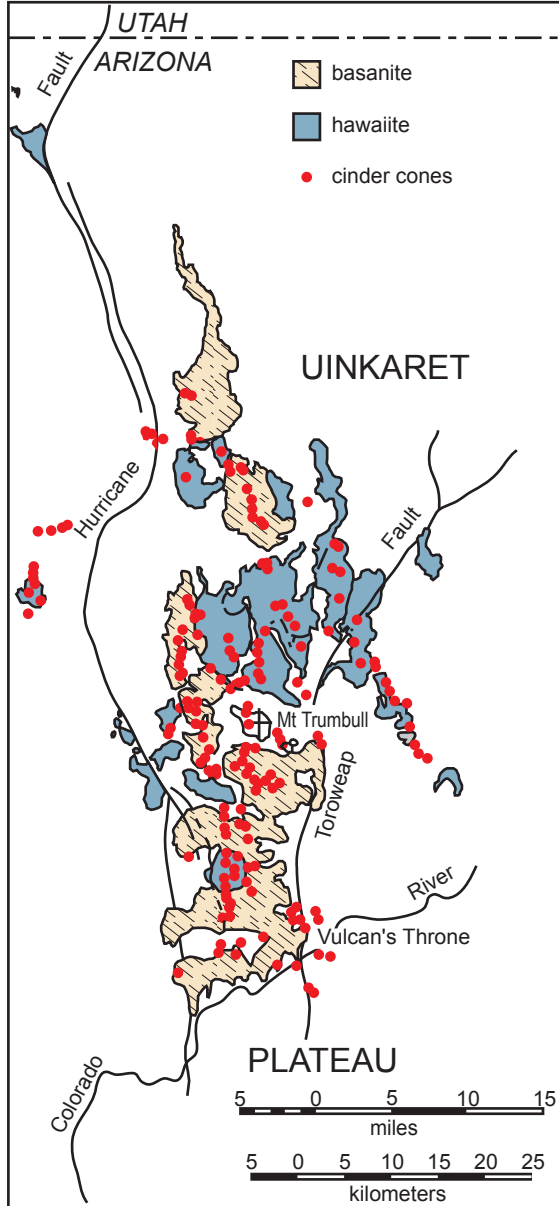 UTAH
ARIZONA
Fault
basanite
hawaiite
cinder cones
UINKARET
Hurricane
Fault
Mt Trumbull
Toroweap
River
Vulcan's Throne
PLATEAU
Colorado
5 0 5 10 15
miles
5 0 5 10 15 20 25
kilometers